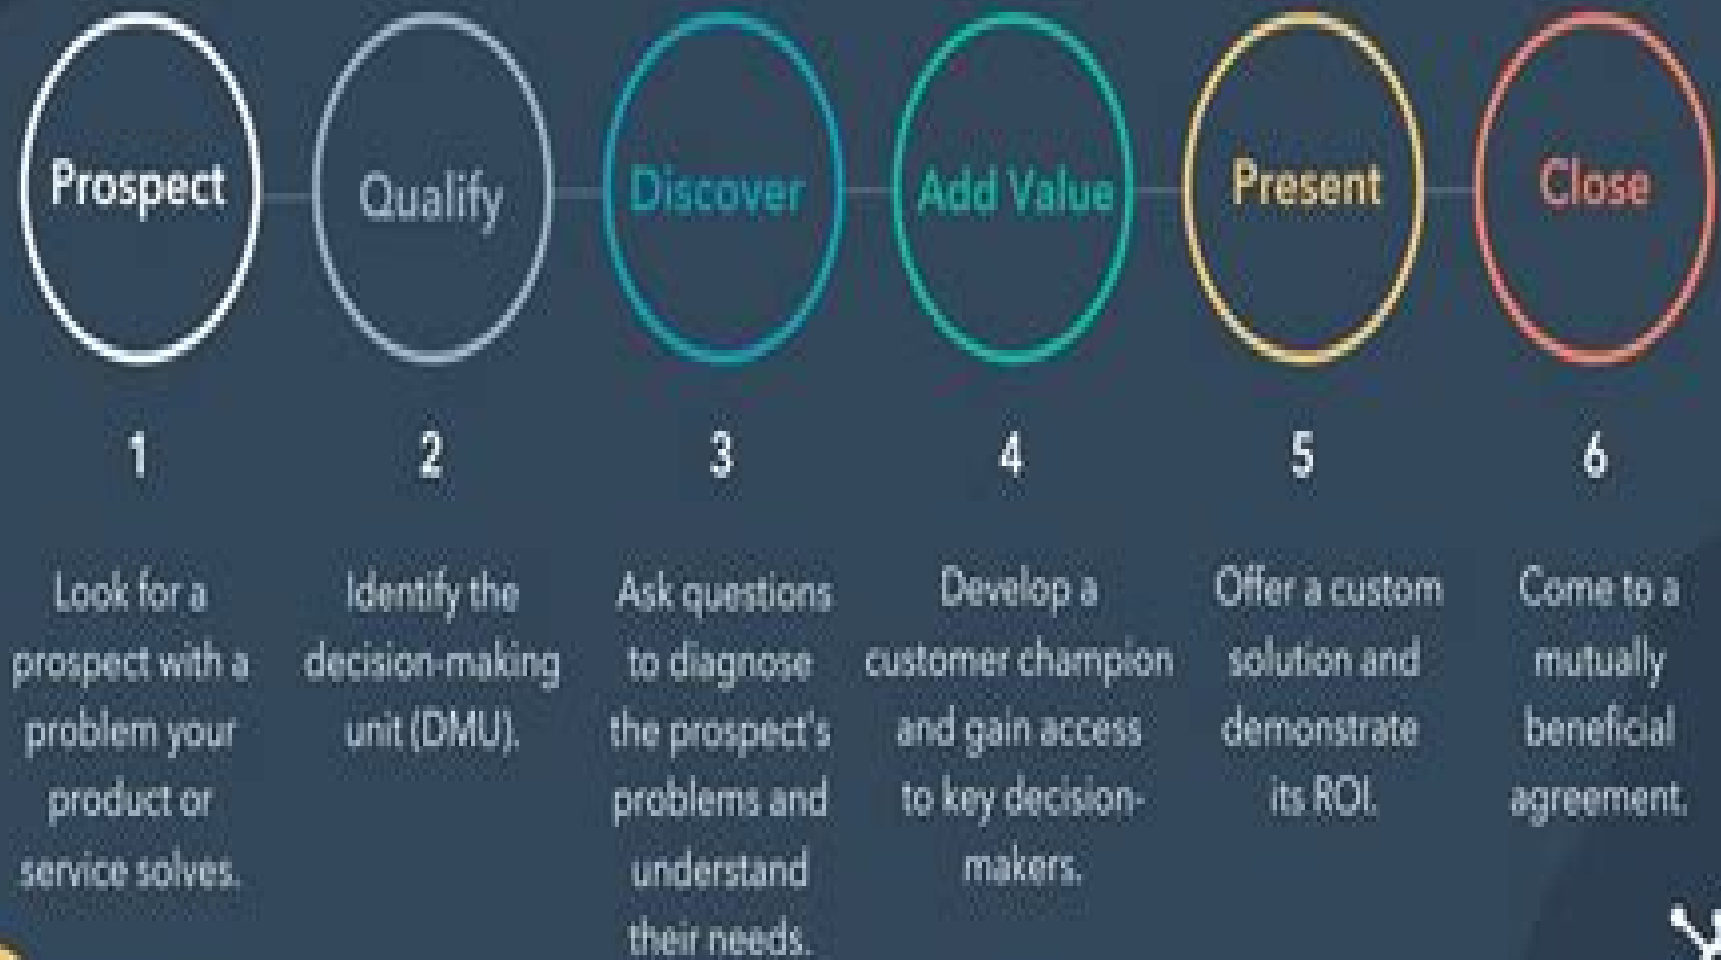 Prospect
Qualify
Discover
Add Value
Present
Close
1
2
3
4
5
6
Look for a
prospect with a
problem your
product or
service solves.
Identify the
decision-making
unit (DMU).
Ask questions
to diagnose
the prospect's
problems and
understand
their needs.
Develop a
customer champion
and gain access
to key decision-
makers.
Offer a custom
solution and
demonstrate
its ROI.
Come to a
mutually
beneficial
agreement.